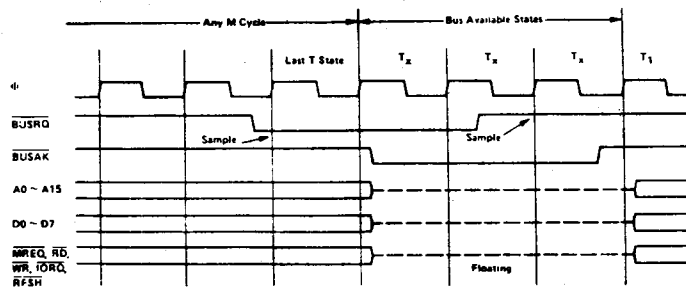 Any M Cycle
Bus Available States
Last T State
Tx
Tx
Tx
T1
Φ
BUSRQ
Sample
Sample
BUSAK
A0 ~ A15
D0 ~ D7
MREQ, RD,
WR, IORQ,
RFSH
Floating